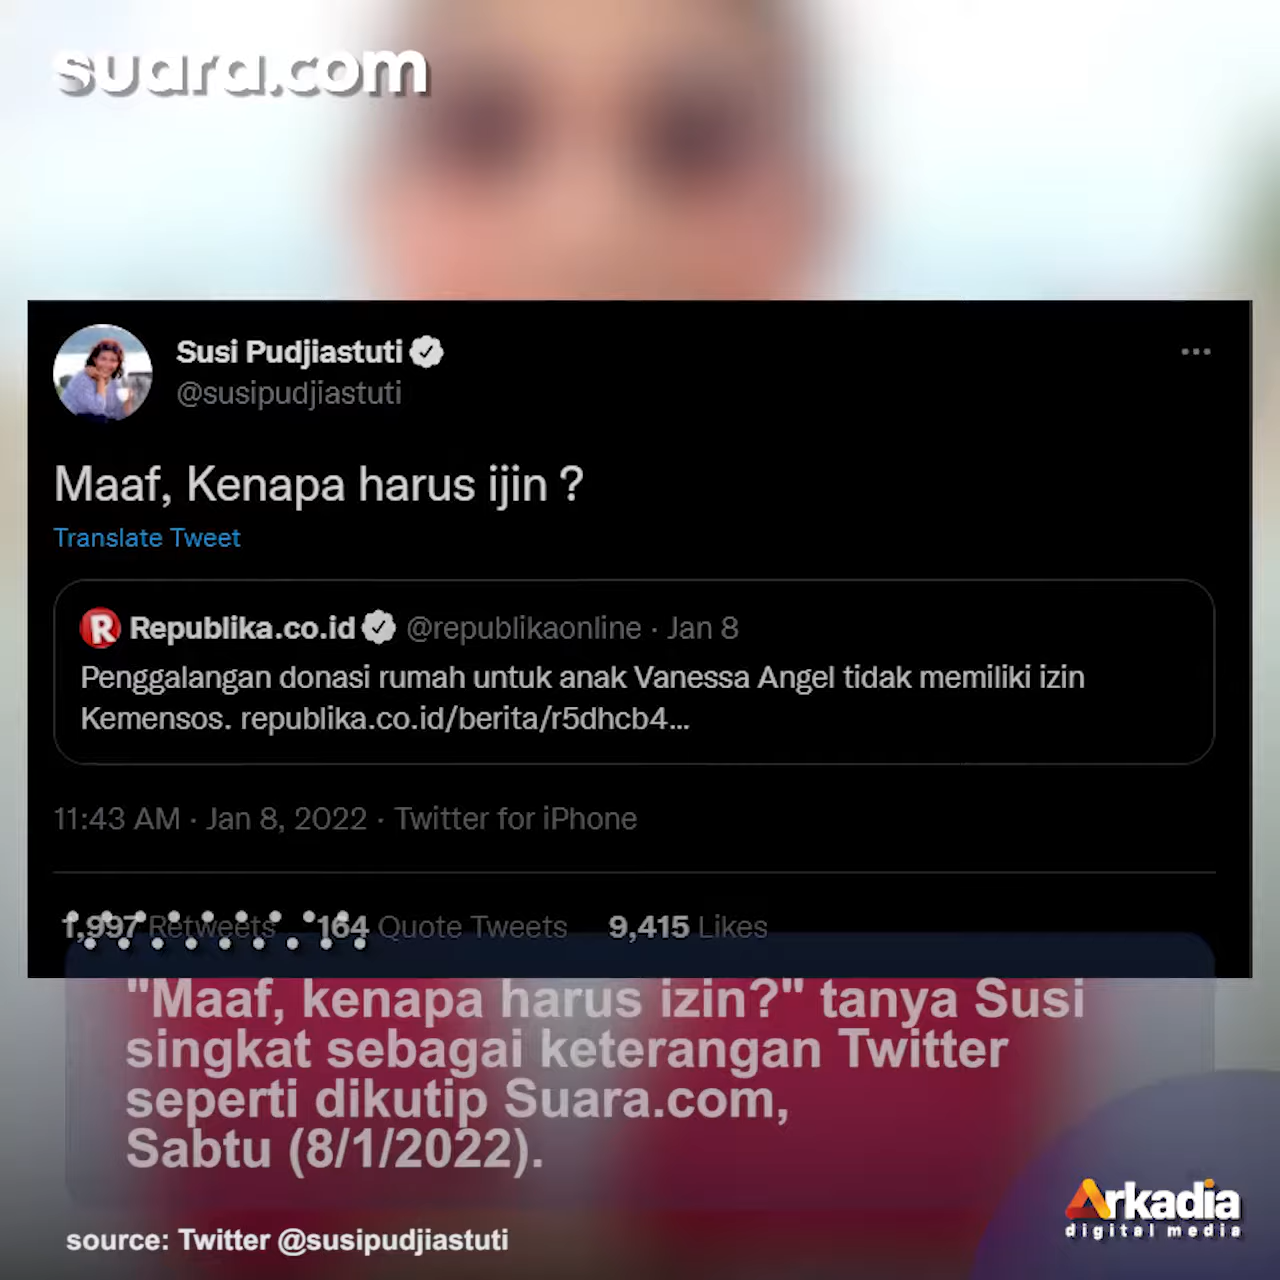 suara.com
Susi Pudjiastuti
@susipudjiastuti
Maaf, Kenapa harus ijin ?
Translate Tweet
Republika.co.id @repub​likaonline · Jan 8
Penggalangan donasi rumah untuk anak Vanessa Angel tidak memiliki izin
Kemensos. republika.co.id/berita/r5dhcb4...
11:43 AM · Jan 8, 2022 · Twitter for iPhone
1,997 Retweets 164 Quote Tweets 9,415 Likes
"Maaf, kenapa harus izin?" tanya Susi
singkat sebagai keterangan Twitter
seperti dikutip Suara.com,
Sabtu (8/1/2022).
Arkadia
digital media
source: Twitter @susipudjiastuti